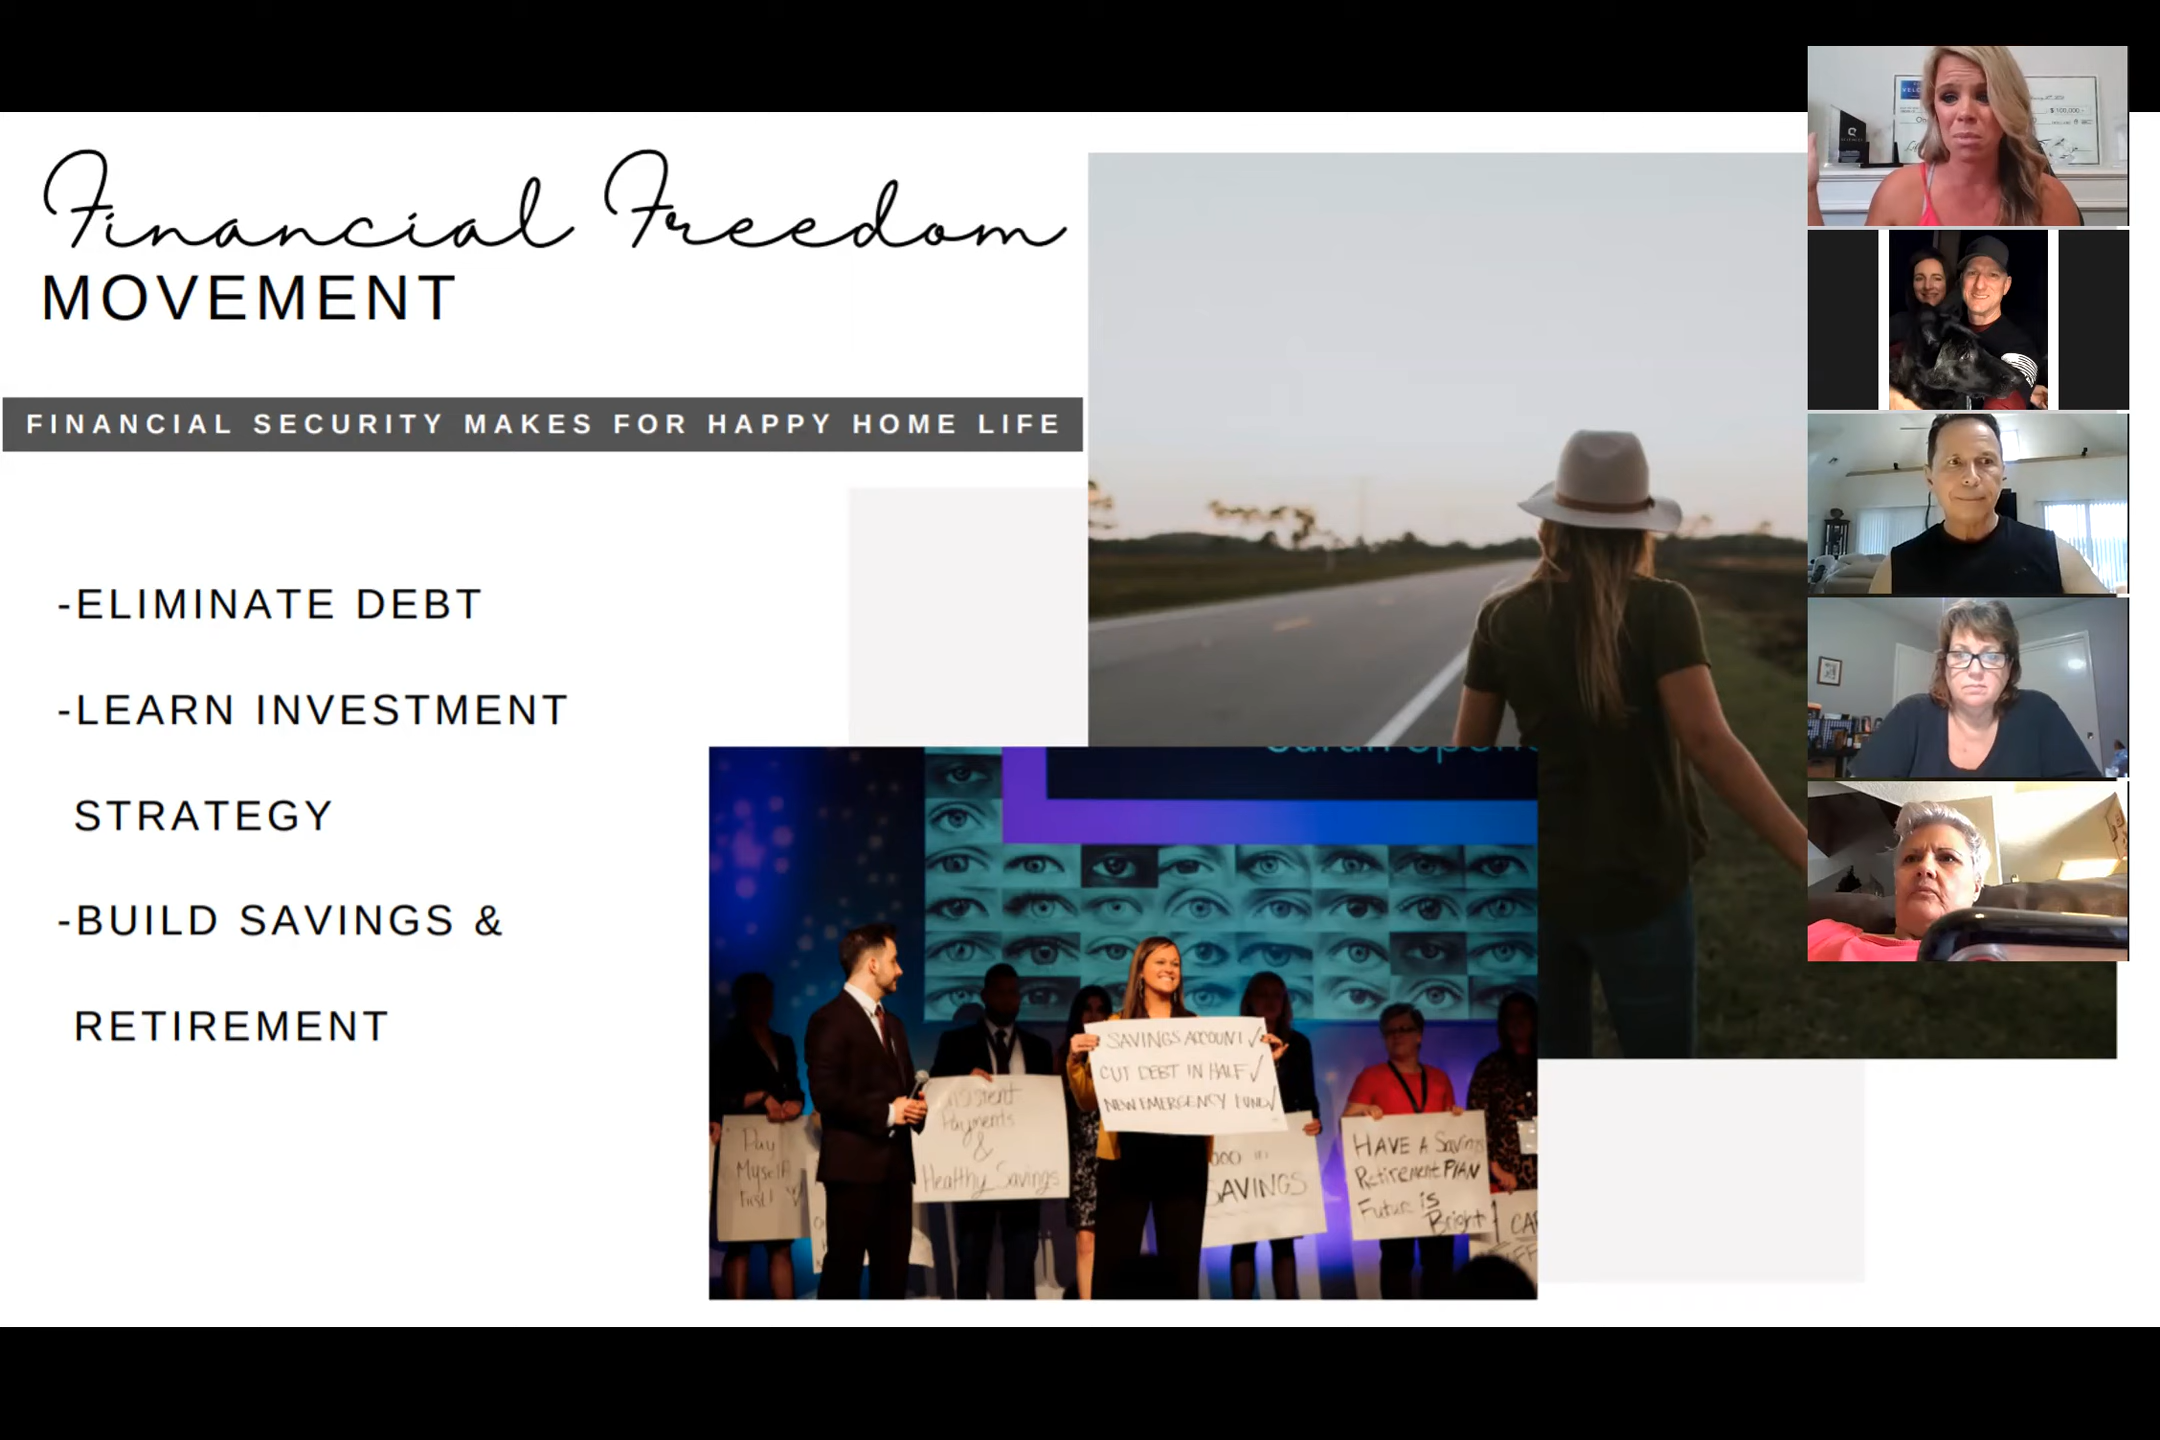 Financial Freedom
MOVEMENT
FINANCIAL SECURITY MAKES FOR HAPPY HOME LIFE
-ELIMINATE DEBT
-LEARN INVESTMENT
STRATEGY
-BUILD SAVINGS &
RETIREMENT
SAVINGS ACCOUNT ✓
CUT DEBT IN HALF ✓
NEW EMERGENCY FUND ✓
Pay
Myself
First!
Payments
&
Healthy Savings
SAVINGS
HAVE A Savings
Retirement PLAN
Future is
Bright!
$100,000